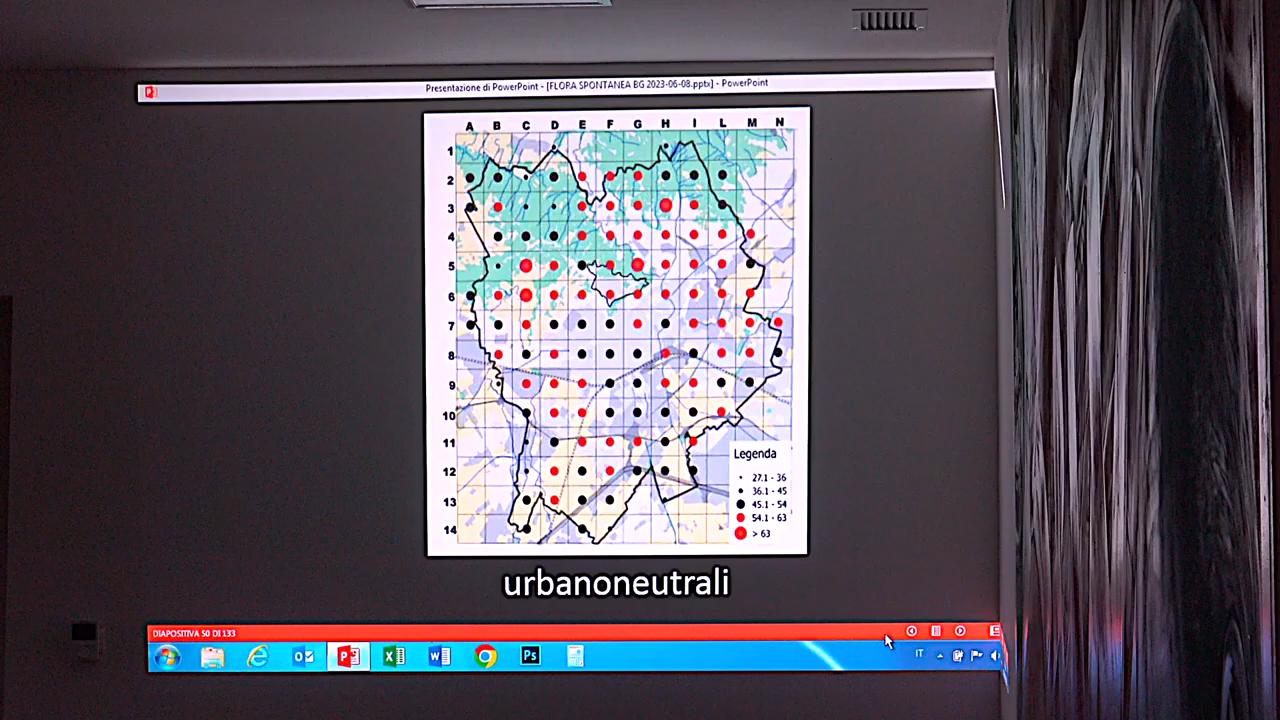 Presentazione di PowerPoint - [FLORA SPONTANEA BG 2023-06-08.pptx] - PowerPoint
A B C D E F G H I L M N
1
2
3
4
5
6
7
8
9
10
11
12
13
14
Legenda
27.1 - 36
36.1 - 45
45.1 - 54
54.1 - 63
> 63
urbanoneutrali
DIAPOSITIVA 50 DI 133
Ps
IT